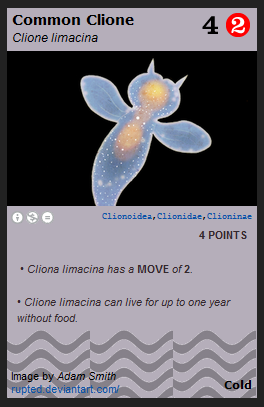 Common Clione
Clione limacina
4 2
Clionoidea,Clionidae,Clioninae
4 POINTS
• Cliona limacina has a MOVE of 2.
• Clione limacina can live for up to one year
without food.
Image by Adam Smith
rupted.deviantart.com/
Cold